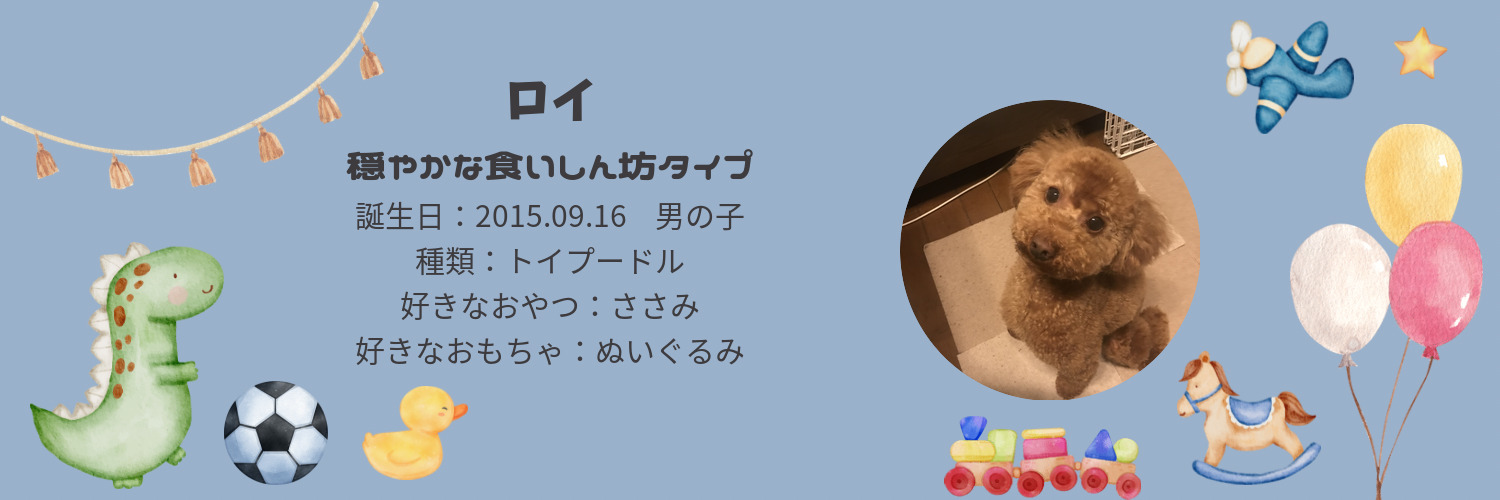 ロイ
穏やかな食いしん坊タイプ
誕生日：2015.09.16　男の子
種類：トイプードル
好きなおやつ：ささみ
好きなおもちゃ：ぬいぐるみ